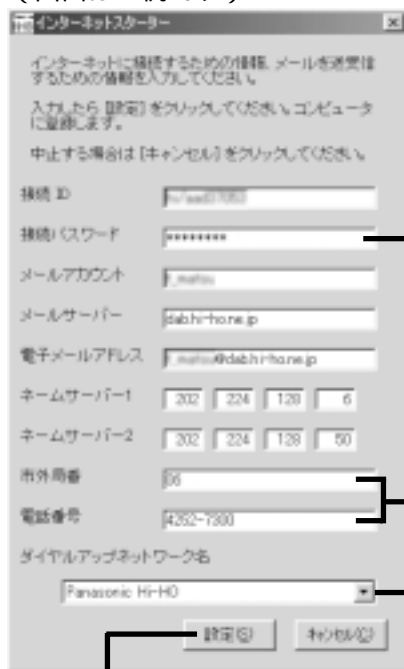 インターネットスターター
インターネットに接続するための情報、メールを送受信
するための情報を入力してください。
入力したら [設定] をクリックしてください。コンピュータ
に登録します。
中止する場合は [キャンセル] をクリックしてください。
接続 ID
接続パスワード ********
メールアカウント
メールサーバー dab.hi-ho.ne.jp
電子メールアドレス @dab.hi-ho.ne.jp
ネームサーバー1 202 224 128 6
ネームサーバー2 202 224 128 50
市外局番 06
電話番号 4262-7300
ダイヤルアップネットワーク名
Panasonic Hi-HO
設定(S) キャンセル(C)